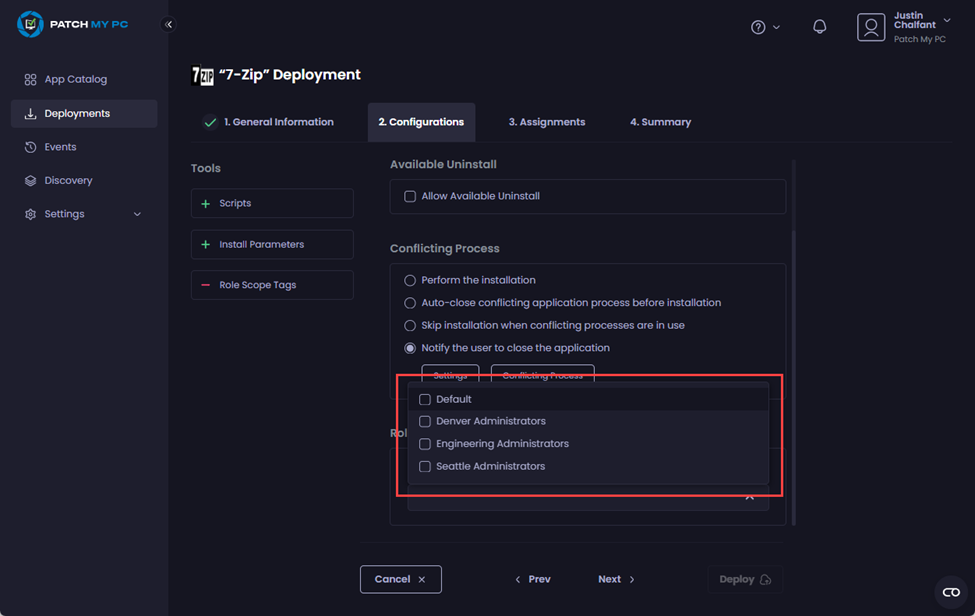 PATCH MY PC
Justin
Chalfant
Patch My PC
App Catalog
Deployments
Events
Discovery
Settings
7ZIP “7-Zip” Deployment
1. General Information
2. Configurations
3. Assignments
4. Summary
Tools
Scripts
Install Parameters
Role Scope Tags
Available Uninstall
Allow Available Uninstall
Conflicting Process
Perform the installation
Auto-close conflicting application process before installation
Skip installation when conflicting processes are in use
Notify the user to close the application
Settings
Conflicting Process
Default
Denver Administrators
Engineering Administrators
Seattle Administrators
Cancel
Prev
Next
Deploy